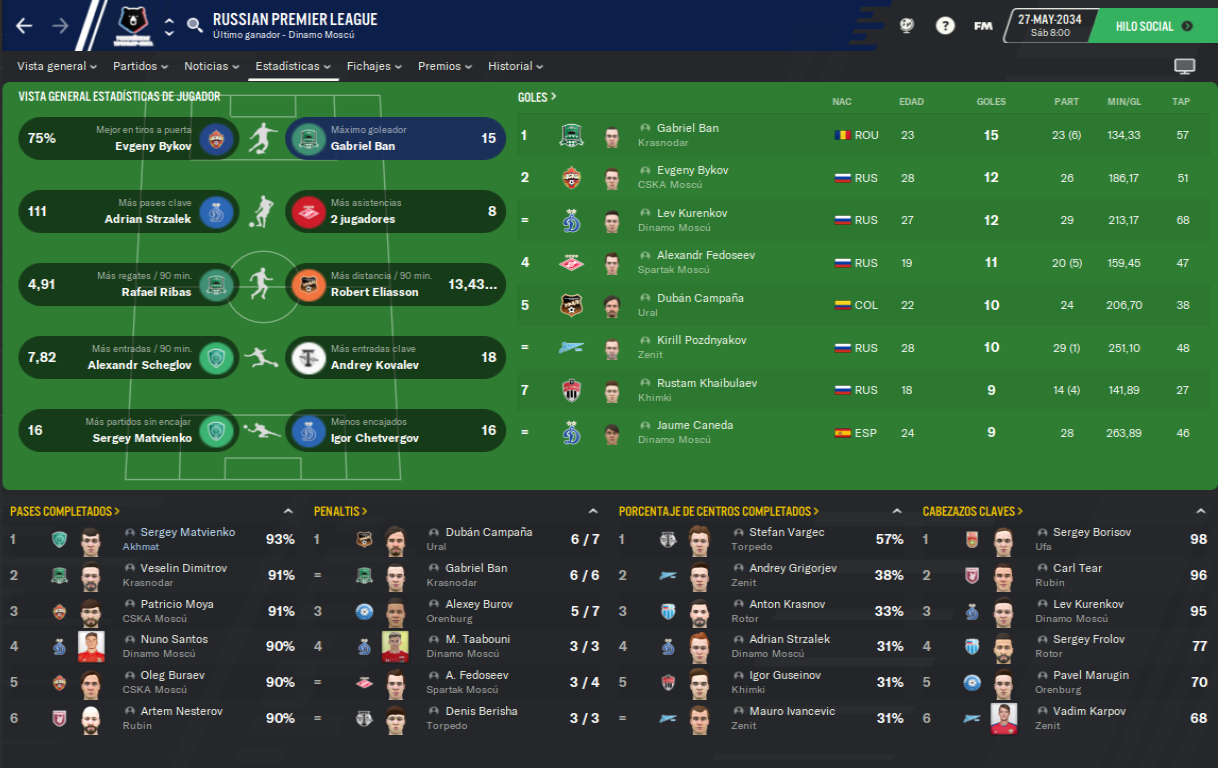 RUSSIAN PREMIER LEAGUE
Último ganador - Dinamo Moscú
?
FM
27-MAY-2034
Sáb 8:00
HILO SOCIAL
Vista general Partidos Noticias Estadísticas Fichajes Premios Historial
VISTA GENERAL ESTADÍSTICAS DE JUGADOR
75% Mejor en tiros a puerta
Evgeny Bykov
Máximo goleador
Gabriel Ban 15
111 Más pases clave
Adrian Strzalek
Más asistencias
2 jugadores 8
4,91 Más regates / 90 min.
Rafael Ribas
Más distancia / 90 min.
Robert Eliasson 13,43...
7,82 Más entradas / 90 min.
Alexandr Scheglov
Más entradas clave
Andrey Kovalev 18
16 Más partidos sin encajar
Sergey Matvienko
Menos encajados
Igor Chetvergov 16
GOLES NAC EDAD GOLES PART MIN/GL TAP
1 Gabriel Ban ROU 23 15 23 (6) 134,33 57
Krasnodar
2 Evgeny Bykov RUS 28 12 26 186,17 51
CSKA Moscú
= Lev Kurenkov RUS 27 12 29 213,17 68
Dinamo Moscú
4 Alexandr Fedoseev RUS 19 11 20 (5) 159,45 47
Spartak Moscú
5 Dubán Campaña COL 22 10 24 206,70 38
Ural
= Kirill Pozdnyakov RUS 28 10 29 (1) 251,10 48
Zenit
7 Rustam Khaibulaev RUS 18 9 14 (4) 141,89 27
Khimki
= Jaume Caneda ESP 24 9 28 263,89 46
Dinamo Moscú
PASES COMPLETADOS
1 Sergey Matvienko 93%
Akhmat
2 Veselin Dimitrov 91%
Krasnodar
3 Patricio Moya 91%
CSKA Moscú
4 Nuno Santos 90%
Dinamo Moscú
5 Oleg Buraev 90%
CSKA Moscú
6 Artem Nesterov 90%
Rubin
PENALTIS
1 Dubán Campaña 6 / 7
Ural
= Gabriel Ban 6 / 6
Krasnodar
3 Alexey Burov 5 / 7
Orenburg
4 M. Taabouni 3 / 3
Dinamo Moscú
= A. Fedoseev 3 / 4
Spartak Moscú
= Denis Berisha 3 / 3
Torpedo
PORCENTAJE DE CENTROS COMPLETADOS
1 Stefan Vargec 57%
Torpedo
2 Andrey Grigorjev 38%
Zenit
3 Anton Krasnov 33%
Rotor
4 Adrian Strzalek 31%
Dinamo Moscú
5 Igor Guseinov 31%
Khimki
= Mauro Ivancevic 31%
Zenit
CABEZAZOS CLAVES
1 Sergey Borisov 98
Ufa
2 Carl Tear 96
Rubin
3 Lev Kurenkov 95
Dinamo Moscú
4 Sergey Frolov 77
Rotor
5 Pavel Marugin 70
Orenburg
6 Vadim Karpov 68
Zenit